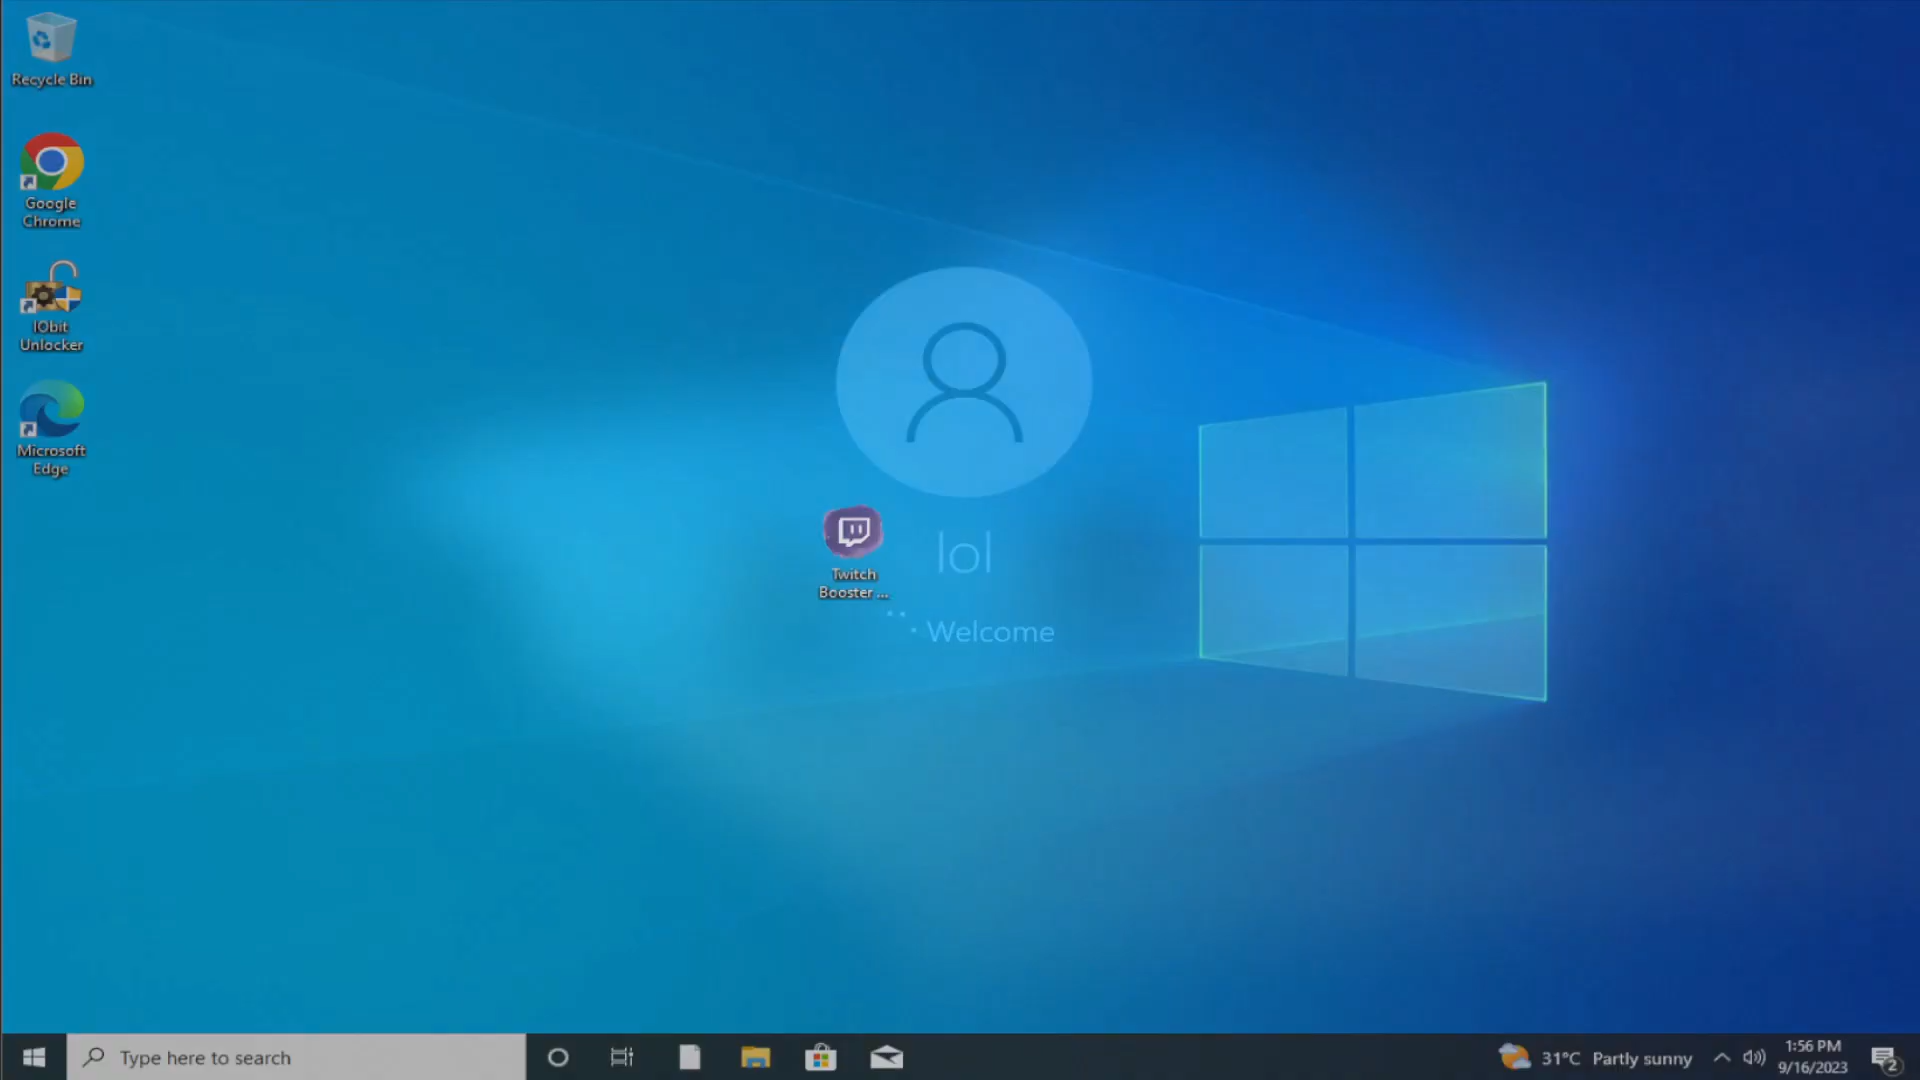 Recycle Bin
Google
Chrome
IObit
Unlocker
Microsoft
Edge
Twitch
Booster ...
lol
Welcome
Type here to search
31°C Partly sunny
1:56 PM
9/16/2023
2